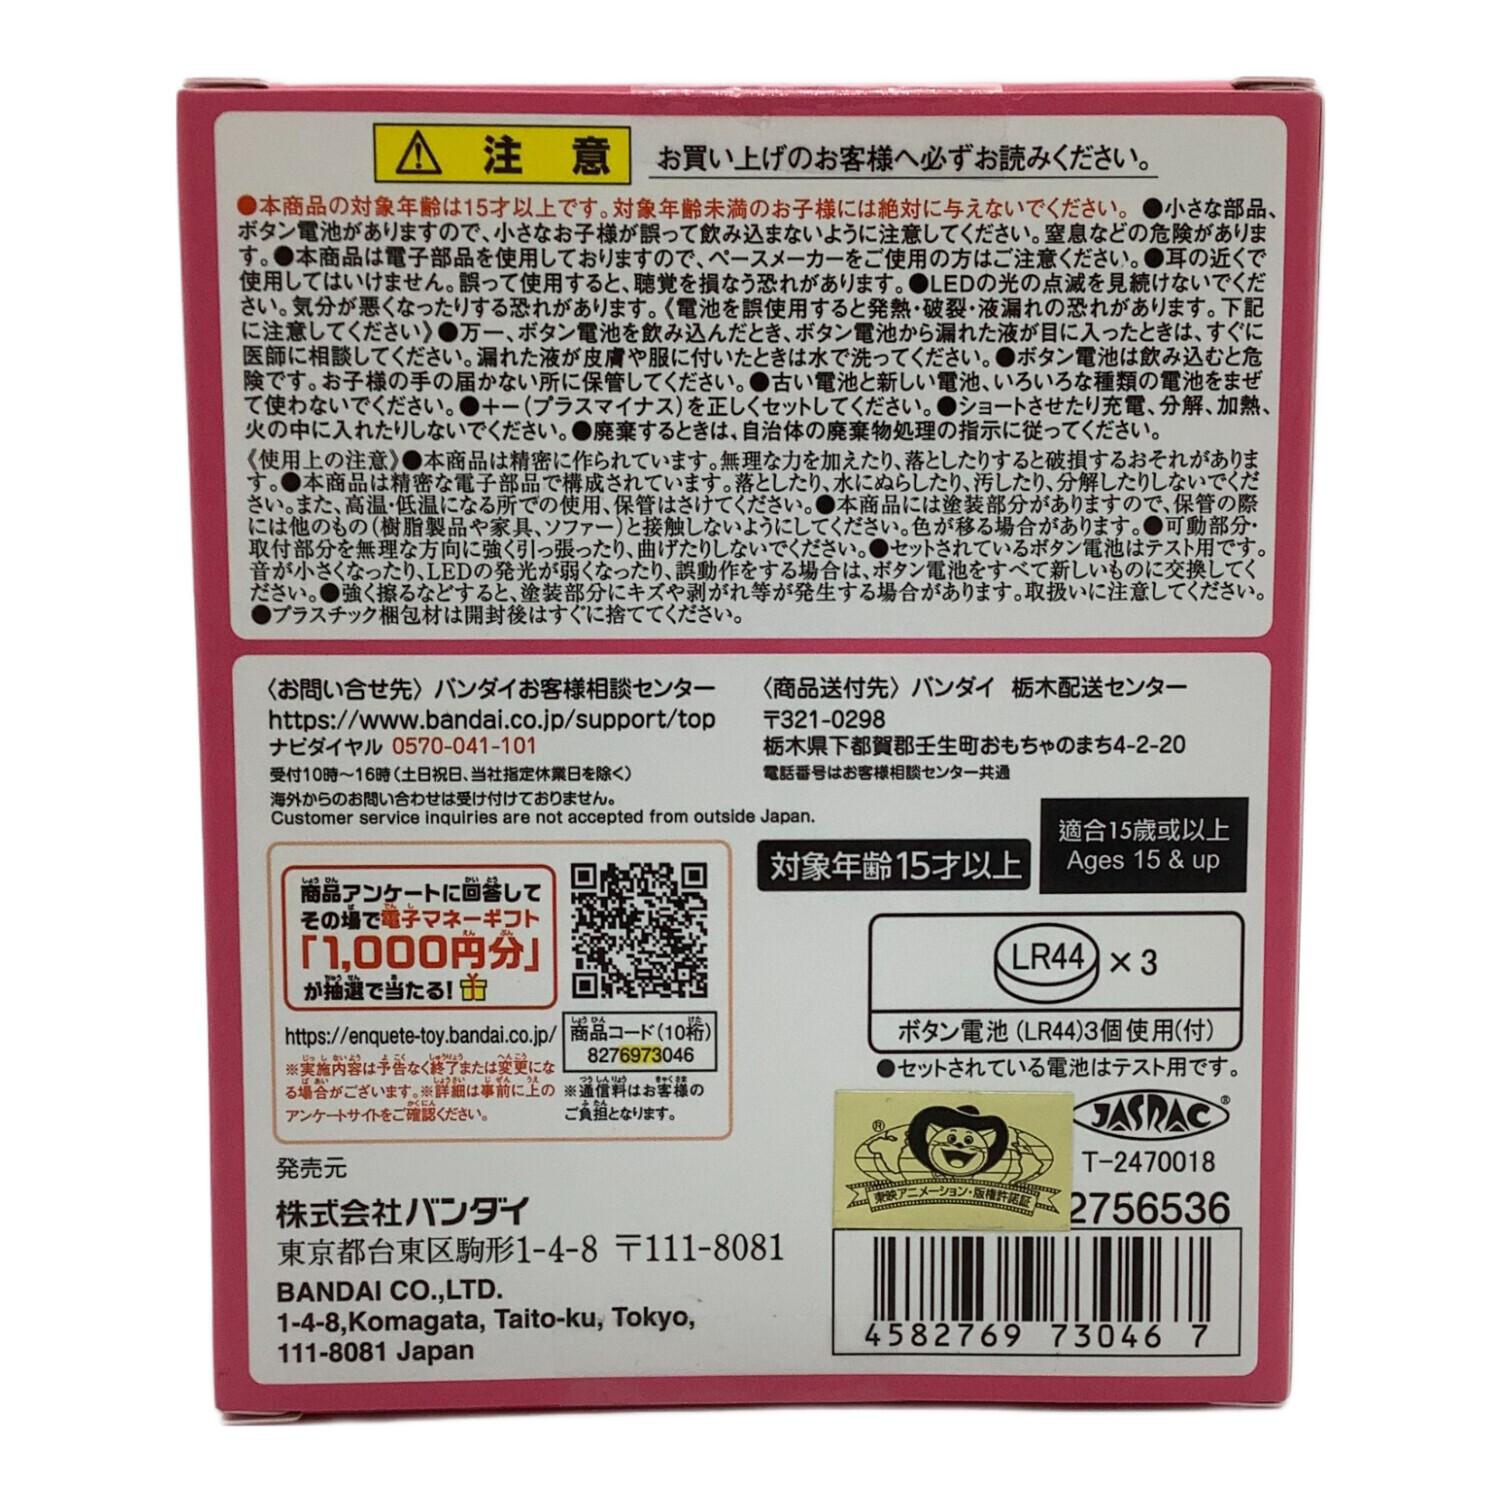 注意 お買い上げのお客様へ必ずお読みください。
●本商品の対象年齢は15才以上です。対象年齢未満のお子様には絶対に与えないでください。●小さな部品、
ボタン電池がありますので、小さなお子様が誤って飲み込まないように注意してください。窒息などの危険がありま
す。●本商品は電子部品を使用しておりますので、ペースメーカーをご使用の方はご注意ください。●耳の近くで
使用してはいけません。誤って使用すると、聴覚を損なう恐れがあります。●LEDの光の点滅を見続けないでくだ
さい。気分が悪くなったりする恐れがあります。《電池を誤使用すると発熱・破裂・液漏れの恐れがあります。下記
に注意してください》●万一、ボタン電池を飲み込んだとき、ボタン電池から漏れた液が目に入ったときは、すぐに
医師に相談してください。漏れた液が皮膚や服に付いたときは水で洗ってください。●ボタン電池は飲み込むと危
険です。お子様の手の届かない所に保管してください。●古い電池と新しい電池、いろいろな種類の電池をまぜ
て使わないでください。●+-(プラスマイナス)を正しくセットしてください。●ショートさせたり充電、分解、加熱、
火の中に入れたりしないでください。●廃棄するときは、自治体の廃棄物処理の指示に従ってください。
《使用上の注意》●本商品は精密に作られています。無理な力を加えたり、落としたりすると破損するおそれがありま
す。●本商品は精密な電子部品で構成されています。落としたり、水にぬらしたり、汚したり、分解したりしないでくだ
さい。また、高温・低温になる所での使用、保管はさけてください。●本商品には塗装部分がありますので、保管の際
には他のもの(樹脂製品や家具、ソファー)と接触しないようにしてください。色が移る場合があります。●可動部分・
取付部分を無理な方向に強く引っ張ったり、曲げたりしないでください。●セットされているボタン電池はテスト用です。
音が小さくなったり、LEDの発光が弱くなったり、誤動作をする場合は、ボタン電池をすべて新しいものに交換してく
ださい。●強く擦るなどすると、塗装部分にキズや剥がれ等が発生する場合があります。取扱いに注意してください。
●プラスチック梱包材は開封後はすぐに捨ててください。
〈お問い合せ先〉バンダイお客様相談センター
https://www.bandai.co.jp/support/top
ナビダイヤル 0570-041-101
受付10時～16時(土日祝日、当社指定休業日を除く)
海外からのお問い合わせは受け付けておりません。
Customer service inquiries are not accepted from outside Japan.
〈商品送付先〉バンダイ 栃木配送センター
〒321-0298
栃木県下都賀郡壬生町おもちゃのまち4-2-20
電話番号はお客様相談センター共通
商品アンケートに回答して
その場で電子マネーギフト
「1,000円分」
が抽選で当たる!
https://enquete-toy.bandai.co.jp/
※実施内容は予告なく終了または変更にな
る場合がございます。※詳細は事前に上の
アンケートサイトをご確認ください。
商品コード(10桁)
8276973046
※通信料はお客様の
ご負担となります。
対象年齢15才以上
適合15歳或以上
Ages 15 & up
LR44 ×3
ボタン電池(LR44)3個使用(付)
●セットされている電池はテスト用です。
JASRAC®
T-2470018
®
東映アニメーション・版権許諾証
2756536
4582769 73046 7
発売元
株式会社バンダイ
東京都台東区駒形1-4-8 〒111-8081
BANDAI CO.,LTD.
1-4-8,Komagata, Taito-ku, Tokyo,
111-8081 Japan